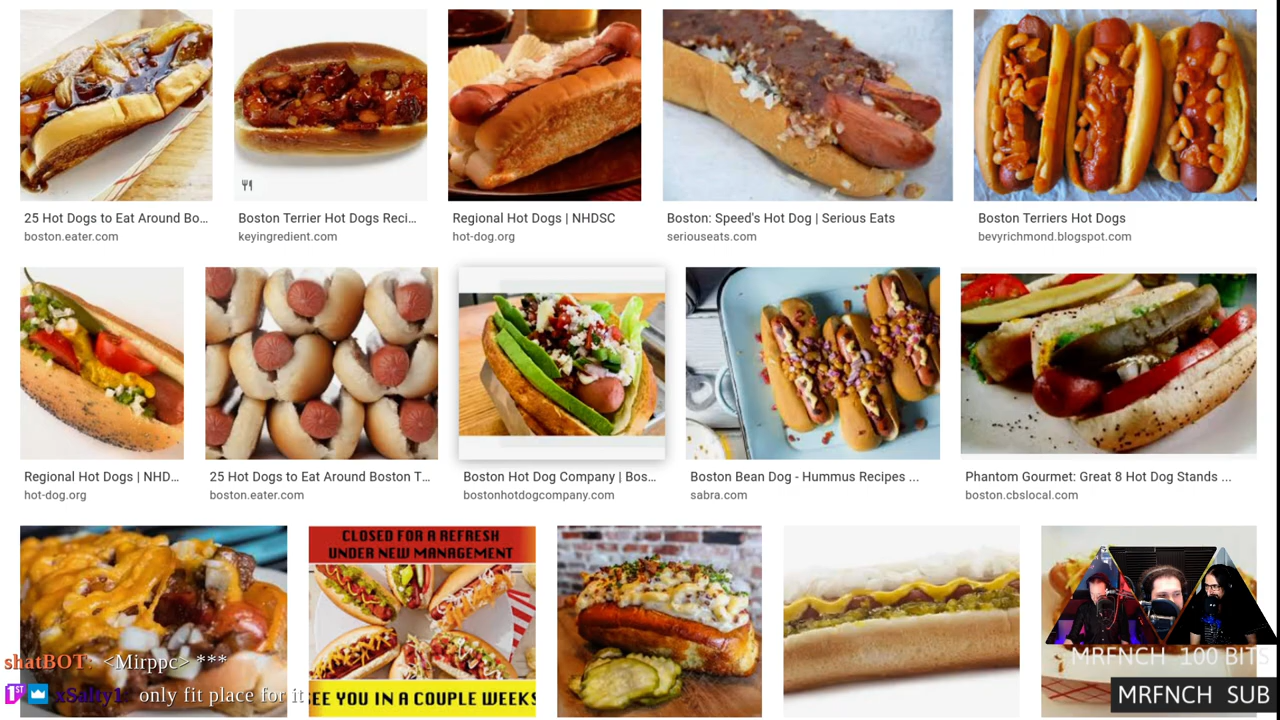 25 Hot Dogs to Eat Around Bo...
boston.eater.com
Boston Terrier Hot Dogs Reci...
keyingredient.com
Regional Hot Dogs | NHDSC
hot-dog.org
Boston: Speed's Hot Dog | Serious Eats
seriouseats.com
Boston Terriers Hot Dogs
bevyrichmond.blogspot.com
Regional Hot Dogs | NHD...
hot-dog.org
25 Hot Dogs to Eat Around Boston T...
boston.eater.com
Boston Hot Dog Company | Bos...
bostonhotdogcompany.com
Boston Bean Dog - Hummus Recipes ...
sabra.com
Phantom Gourmet: Great 8 Hot Dog Stands ...
boston.cbslocal.com
CLOSED FOR A REFRESH
UNDER NEW MANAGEMENT
SEE YOU IN A COUPLE WEEKS
shatBOT: <Mirppc> ***
1ST xSalty1: only fit place for it
MRFNCH 100 BITS
MRFNCH SUB